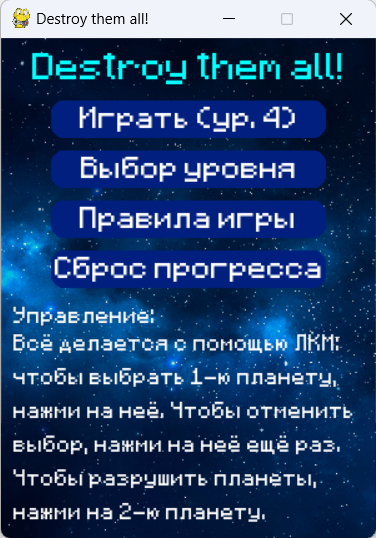 Destroy them all!
Destroy them all!
Играть (ур. 4)
Выбор уровня
Правила игры
Сброс прогресса
Управление:
Всё делается с помощью ЛКМ:
чтобы выбрать 1-ю планету,
нажми на неё. Чтобы отменить
выбор, нажми на неё ещё раз.
Чтобы разрушить планеты,
нажми на 2-ю планету.